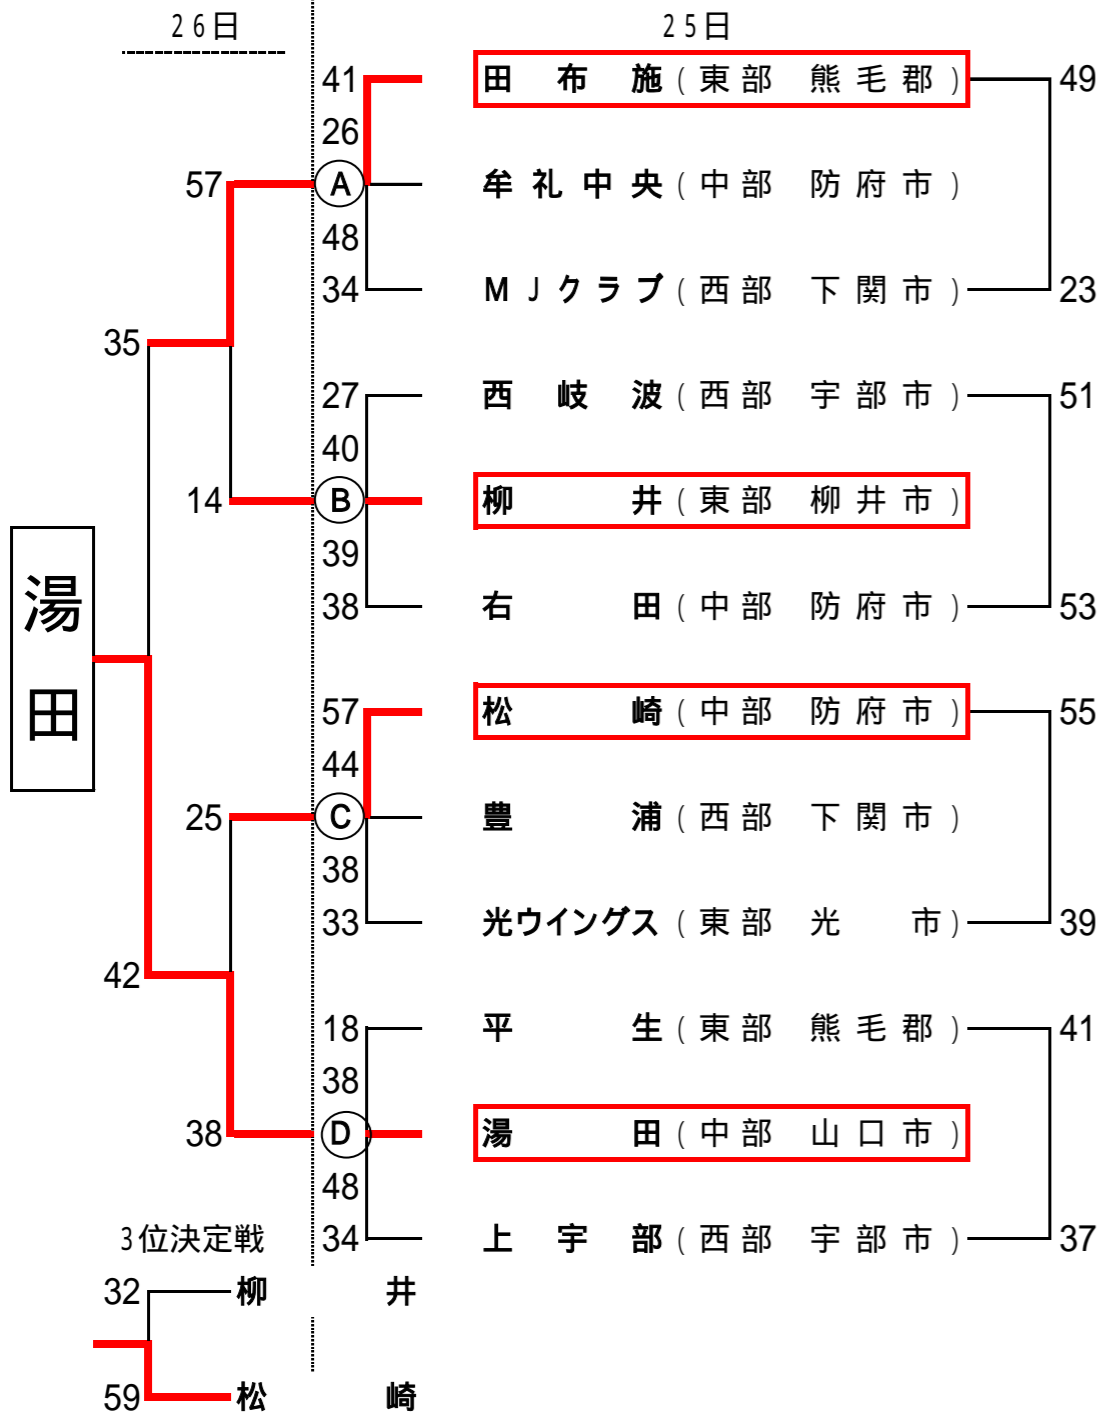 26日 25日
41 田布施(東部 熊毛郡) 49
26
57 A 牟礼中央(中部 防府市)
48
34 MJクラブ(西部 下関市) 23
35
27 西岐波(西部 宇部市) 51
40
14 B 柳井(東部 柳井市)
39
38 右田(中部 防府市) 53
湯田
57 松崎(中部 防府市) 55
44
25 C 豊浦(西部 下関市)
38
33 光ウイングス(東部 光市) 39
42
18 平生(東部 熊毛郡) 41
38
38 D 湯田(中部 山口市)
48
3位決定戦 34 上宇部(西部 宇部市) 37
32 柳井
59 松崎